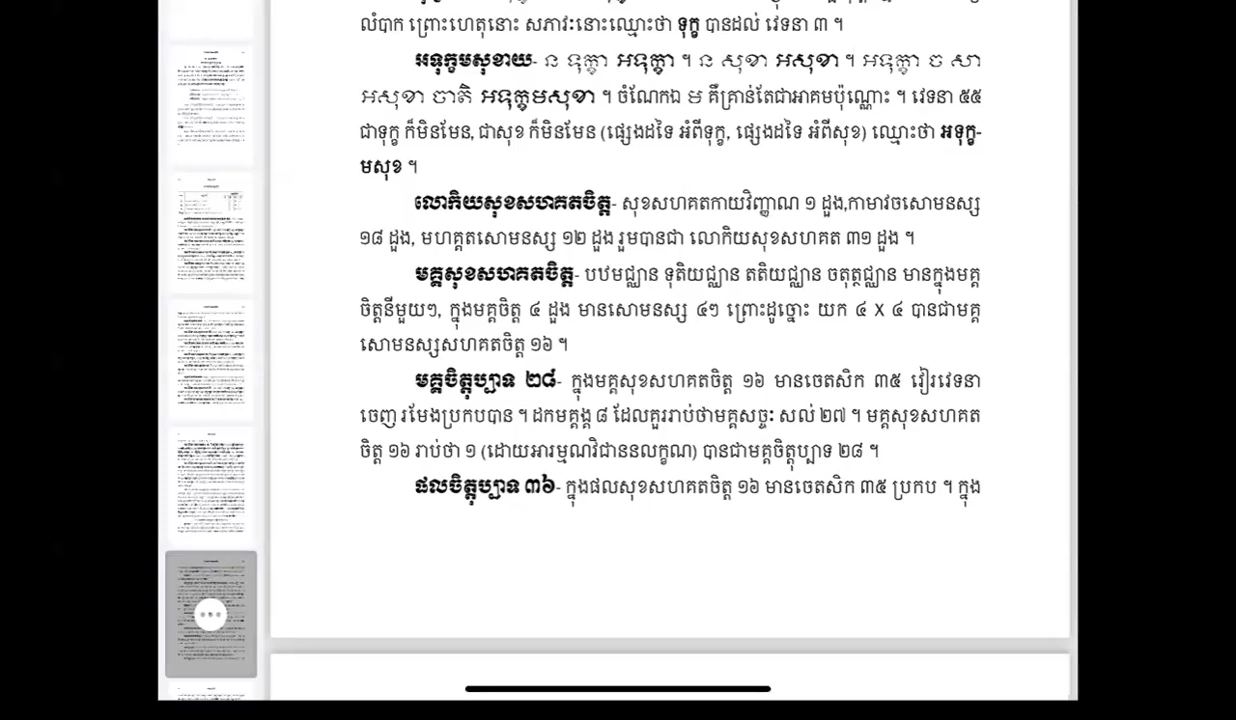 លំបាក ព្រោះហេតុនោះ សភាវៈនោះឈ្មោះថា ទុក្ខ បានដល់ វេទនា ៣ ។
អទុក្ខមសុខាយ- ន ទុក្ខា អទុក្ខា ។ ន សុខា អសុខា ។ អទុក្ខា ច សា
អសុខា ចាតិ អទុក្ខមសុខា ។ ចំណែកឯ ម គឺគ្រាន់តែជាអាគមប៉ុណ្ណោះ ។ វេទនា ៥៥
ជាទុក្ខ ក៏មិនមែន, ជាសុខ ក៏មិនមែន (ផ្សេងដទៃ អំពីទុក្ខ, ផ្សេងដទៃ អំពីសុខ) ឈ្មោះថា អទុក្ខ-
មសុខ ។
លោកិយសុខសហគតចិត្ត- សុខសហគតកាយវិញ្ញាណ ១ ដួង,កាមាវចរសោមនស្ស
១៨ ដួង, មហគ្គតសោមនស្ស ១២ ដួង រួមបានជា លោកិយសុខសហគត ៣១ ដួង ។
មគ្គសុខសហគតចិត្ត- បឋមជ្ឈាន ទុតិយជ្ឈាន តតិយជ្ឈាន ចតុត្ថជ្ឈាន មានក្នុងមគ្គ
ចិត្តនីមួយៗ, ក្នុងមគ្គចិត្ត ៤ ដួង មានសោមនស្ស ៤ៗ ព្រោះដូច្នោះ យក ៤ X ៤ បានជាមគ្គ
សោមនស្សសហគតចិត្ត ១៦ ។
មគ្គចិត្តុប្បាទ ២៨- ក្នុងមគ្គសុខសហគតចិត្ត ១៦ មានចេតសិក ៣៥ វៀរវេទនា
ចេញ រមែងប្រកបបាន ។ ដកមគ្គង្គ ៨ ដែលគួររាប់ថាមគ្គសច្ចៈ សល់ ២៧ ។ មគ្គសុខសហគត
ចិត្ត ១៦ រាប់ថា ១ (ដោយអារម្មណវិជាននលក្ខណ) បានជាមគ្គចិត្តុប្បាទ ២៨ ។
ផលចិត្តុប្បាទ ៣៦- ក្នុងផលសុខសហគតចិត្ត ១៦ មានចេតសិក ៣៥ ប្រកប ។ ក្នុង